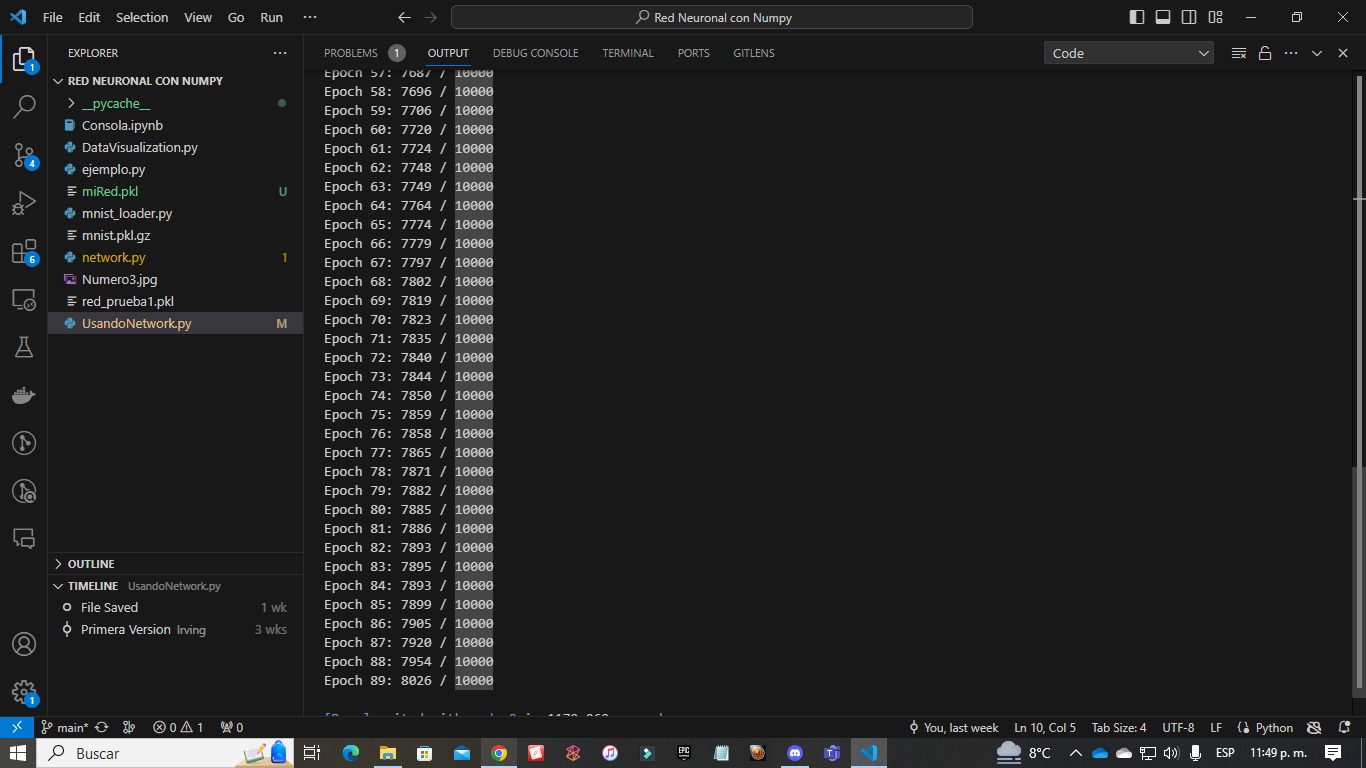 File Edit Selection View Go Run ··· Red Neuronal con Numpy
EXPLORER ···
RED NEURONAL CON NUMPY
__pycache__
Consola.ipynb
DataVisualization.py
ejemplo.py
miRed.pkl U
mnist_loader.py
mnist.pkl.gz
network.py 1
Numero3.jpg
red_prueba1.pkl
UsandoNetwork.py M
OUTLINE
TIMELINE UsandoNetwork.py
File Saved 1 wk
Primera Version Irving 3 wks
1
4
6
1
PROBLEMS 1 OUTPUT DEBUG CONSOLE TERMINAL PORTS GITLENS Code
Epoch 57: 7687 / 10000
Epoch 58: 7696 / 10000
Epoch 59: 7706 / 10000
Epoch 60: 7720 / 10000
Epoch 61: 7724 / 10000
Epoch 62: 7748 / 10000
Epoch 63: 7749 / 10000
Epoch 64: 7764 / 10000
Epoch 65: 7774 / 10000
Epoch 66: 7779 / 10000
Epoch 67: 7797 / 10000
Epoch 68: 7802 / 10000
Epoch 69: 7819 / 10000
Epoch 70: 7823 / 10000
Epoch 71: 7835 / 10000
Epoch 72: 7840 / 10000
Epoch 73: 7844 / 10000
Epoch 74: 7850 / 10000
Epoch 75: 7859 / 10000
Epoch 76: 7858 / 10000
Epoch 77: 7865 / 10000
Epoch 78: 7871 / 10000
Epoch 79: 7882 / 10000
Epoch 80: 7885 / 10000
Epoch 81: 7886 / 10000
Epoch 82: 7893 / 10000
Epoch 83: 7895 / 10000
Epoch 84: 7893 / 10000
Epoch 85: 7899 / 10000
Epoch 86: 7905 / 10000
Epoch 87: 7920 / 10000
Epoch 88: 7954 / 10000
Epoch 89: 8026 / 10000
main* 0 1 0 You, last week Ln 10, Col 5 Tab Size: 4 UTF-8 LF Python
Buscar EPIC 8°C ESP 11:49 p. m.